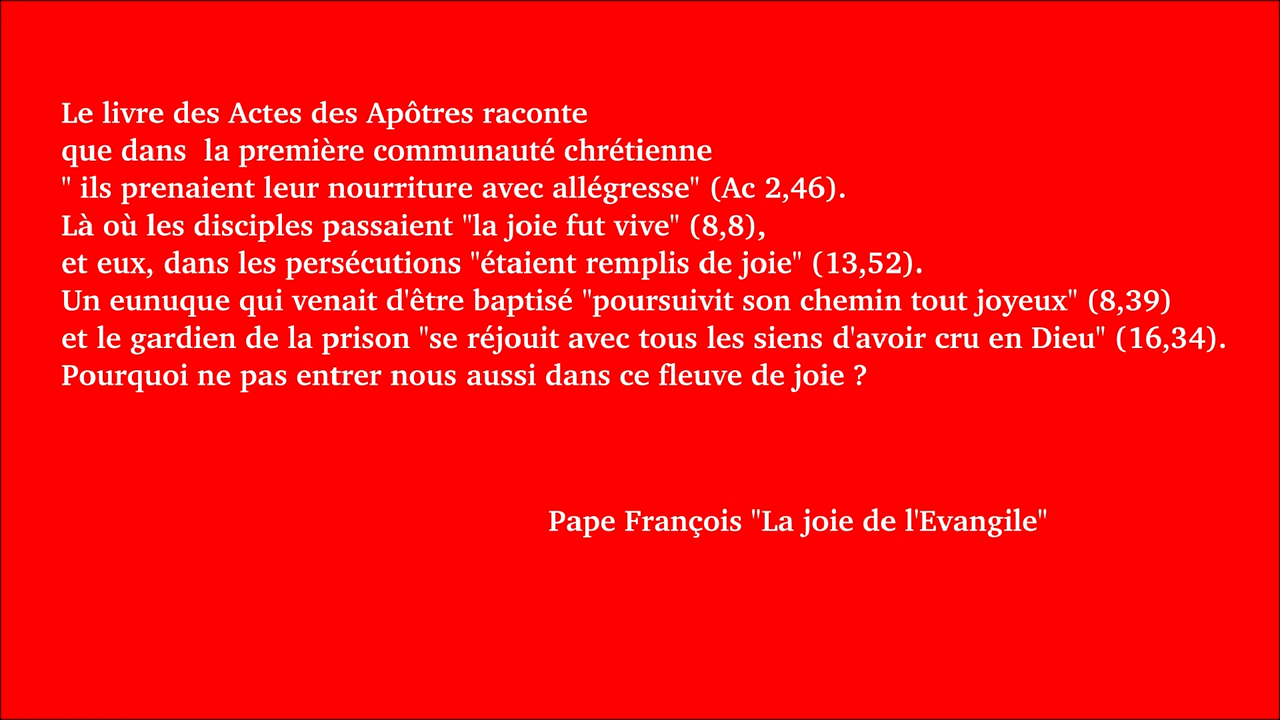 Le livre des Actes des Apôtres raconte
que dans  la première communauté chrétienne
" ils prenaient leur nourriture avec allégresse" (Ac 2,46).
Là où les disciples passaient "la joie fut vive" (8,8),
et eux, dans les persécutions "étaient remplis de joie" (13,52).
Un eunuque qui venait d'être baptisé "poursuivit son chemin tout joyeux" (8,39)
et le gardien de la prison "se réjouit avec tous les siens d'avoir cru en Dieu" (16,34).
Pourquoi ne pas entrer nous aussi dans ce fleuve de joie ?
Pape François "La joie de l'Evangile"